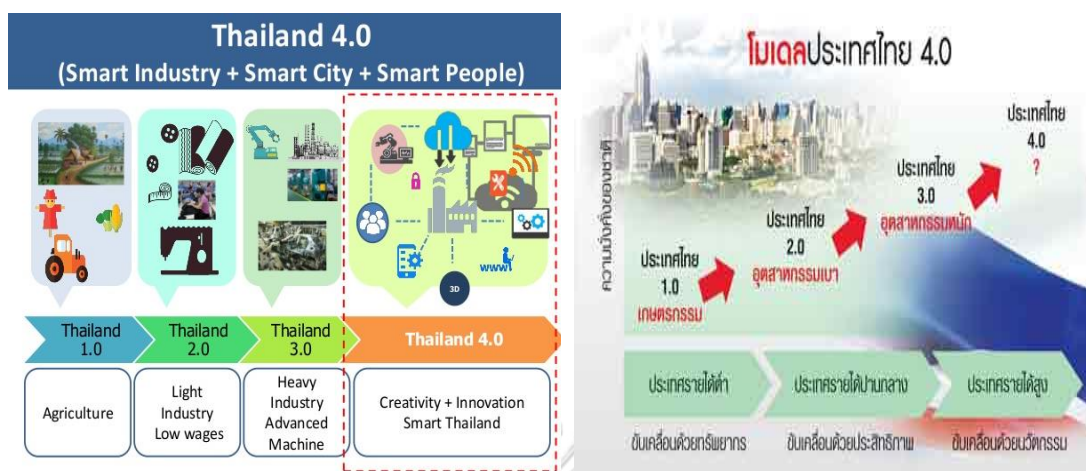 Thailand 4.0
(Smart Industry + Smart City + Smart People)
www
3D
Thailand
1.0
Thailand
2.0
Thailand
3.0
Thailand 4.0
Agriculture
Light
Industry
Low wages
Heavy
Industry
Advanced
Machine
Creativity + Innovation
Smart Thailand
โมเดลประเทศไทย 4.0
ความมั่งคั่งของชาติ
ประเทศไทย
1.0
เกษตรกรรม
ประเทศไทย
2.0
อุตสาหกรรมเบา
ประเทศไทย
3.0
อุตสาหกรรมหนัก
ประเทศไทย
4.0
?
ประเทศรายได้ต่ำ
ประเทศรายได้ปานกลาง
ประเทศรายได้สูง
ขับเคลื่อนด้วยทรัพยากร
ขับเคลื่อนด้วยประสิทธิภาพ
ขับเคลื่อนด้วยนวัตกรรม